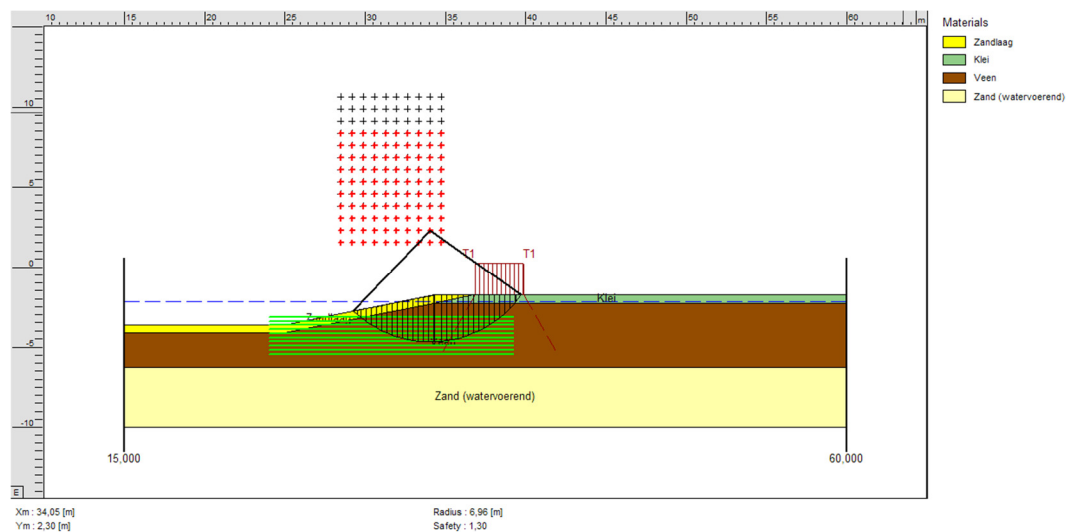 10 15 20 25 30 35 40 45 50 55 60 m
Materials
Zandlaag
Klei
Veen
Zand (watervoerend)
10
5
T1 T1
0
Klei
Zandlaag
-5
Veen
Zand (watervoerend)
-10
15,000 60,000
m
Xm : 34,05 [m] Radius : 6,96 [m]
Ym : 2,30 [m] Safety : 1,30